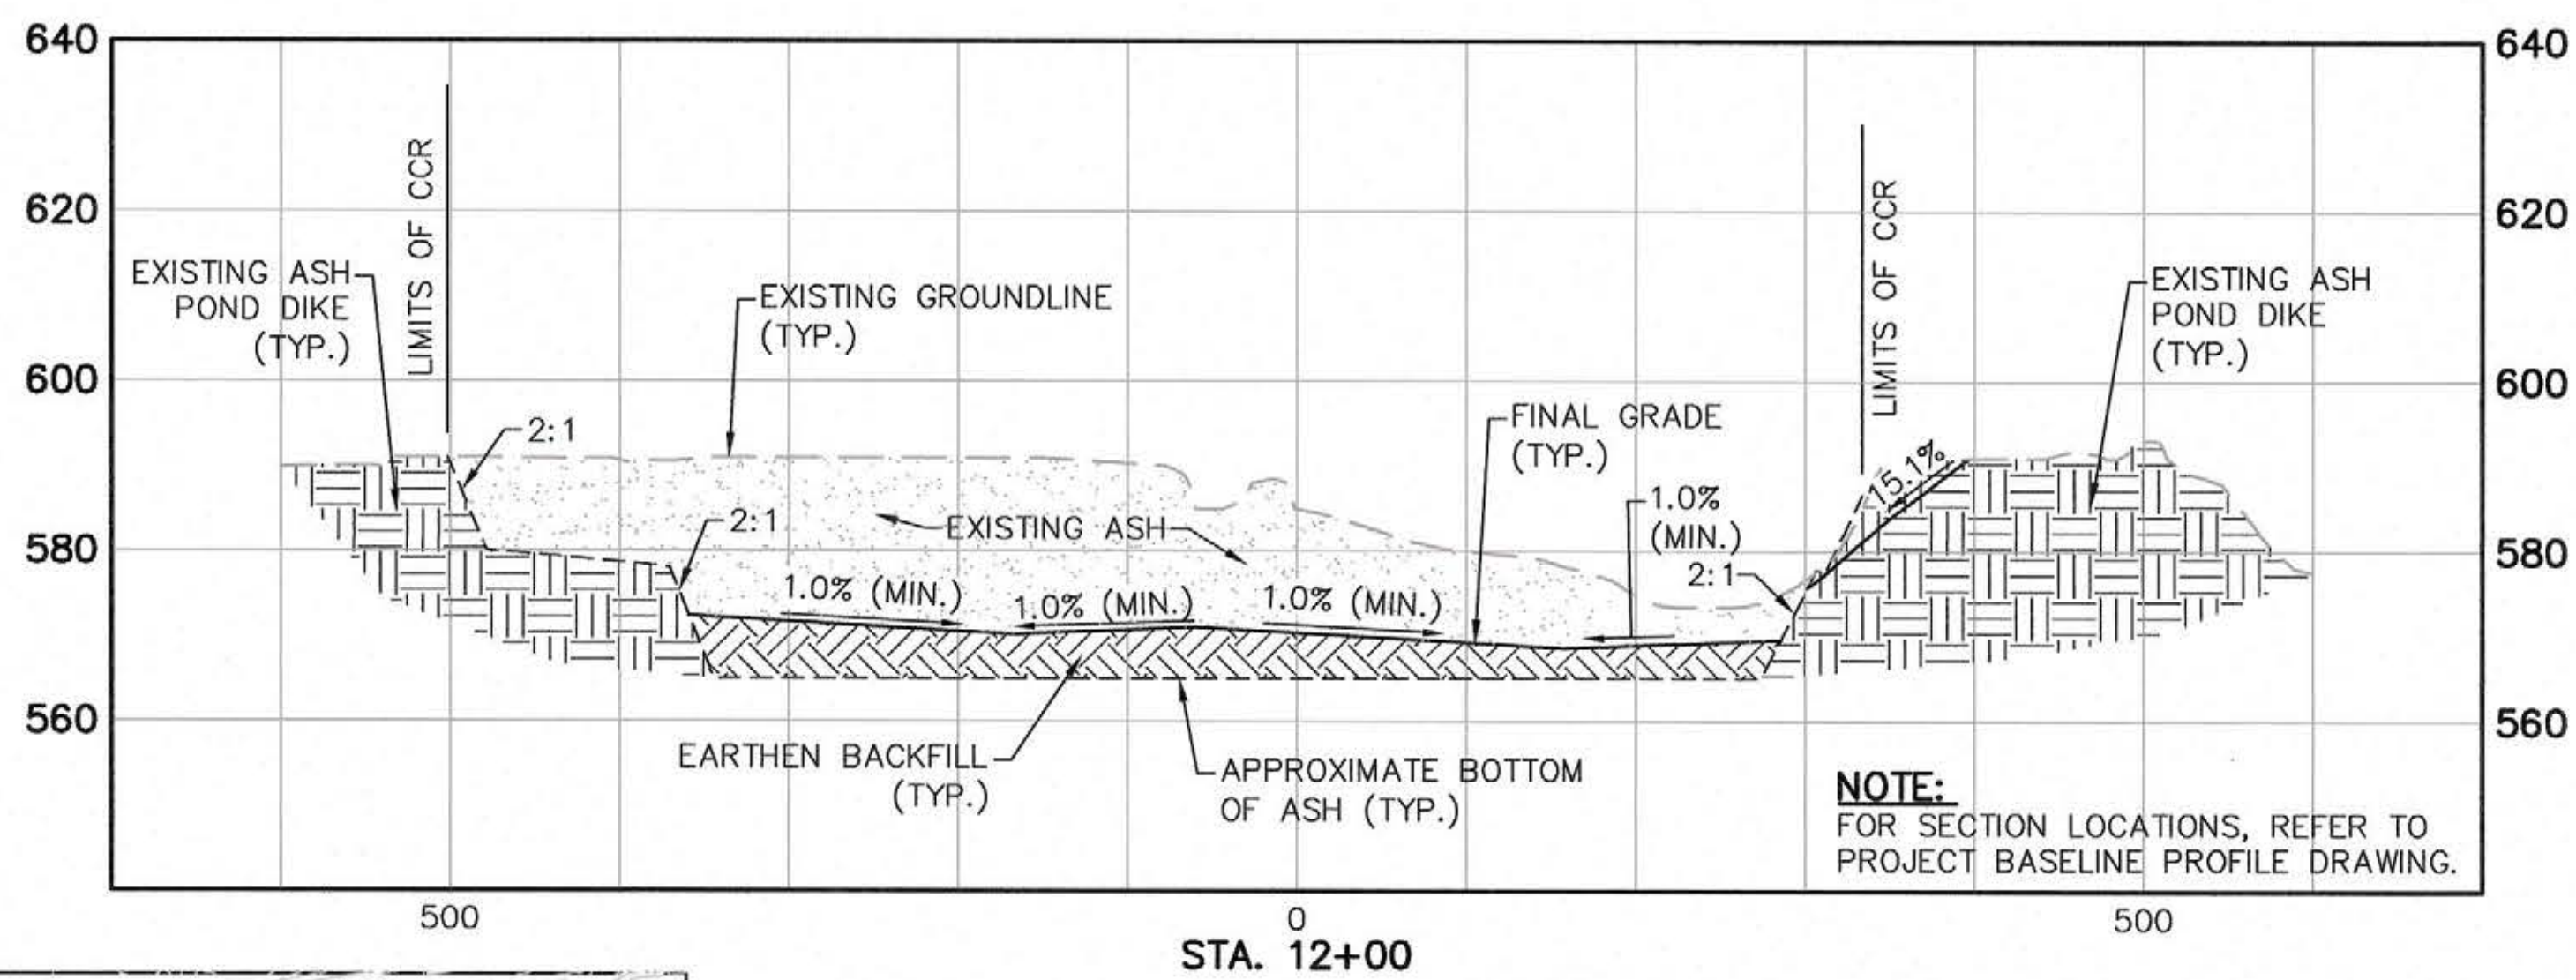 640
640
620
620
600
600
580
580
560
560
LIMITS OF CCR
LIMITS OF CCR
EXISTING ASH
POND DIKE
(TYP.)
EXISTING GROUNDLINE
(TYP.)
EXISTING ASH
POND DIKE
(TYP.)
2:1
FINAL GRADE
(TYP.)
15.1%
1.0%
(MIN.)
2:1
EXISTING ASH
2:1
1.0% (MIN.)
1.0% (MIN.)
1.0% (MIN.)
EARTHEN BACKFILL
(TYP.)
APPROXIMATE BOTTOM
OF ASH (TYP.)
NOTE:
FOR SECTION LOCATIONS, REFER TO
PROJECT BASELINE PROFILE DRAWING.
500
0
500
STA. 12+00